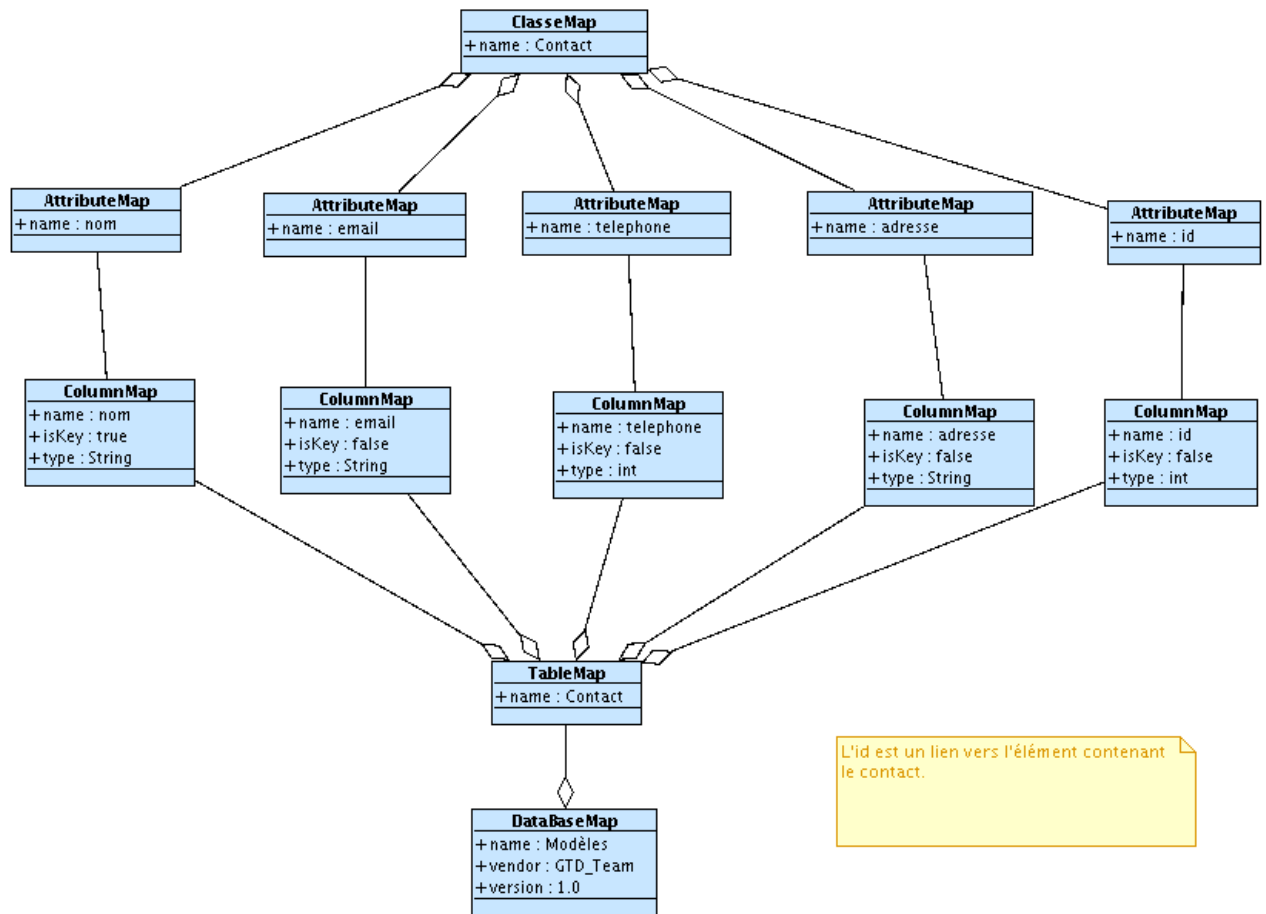 ClasseMap
+name : Contact
AttributeMap
+name : nom
AttributeMap
+name : email
AttributeMap
+name : telephone
AttributeMap
+name : adresse
AttributeMap
+name : id
ColumnMap
+name : nom
+isKey : true
+type : String
ColumnMap
+name : email
+isKey : false
+type : String
ColumnMap
+name : telephone
+isKey : false
+type : int
ColumnMap
+name : adresse
+isKey : false
+type : String
ColumnMap
+name : id
+isKey : false
+type : int
TableMap
+name : Contact
L'id est un lien vers l'élément contenant
le contact.
DataBaseMap
+name : Modèles
+vendor : GTD_Team
+version : 1.0